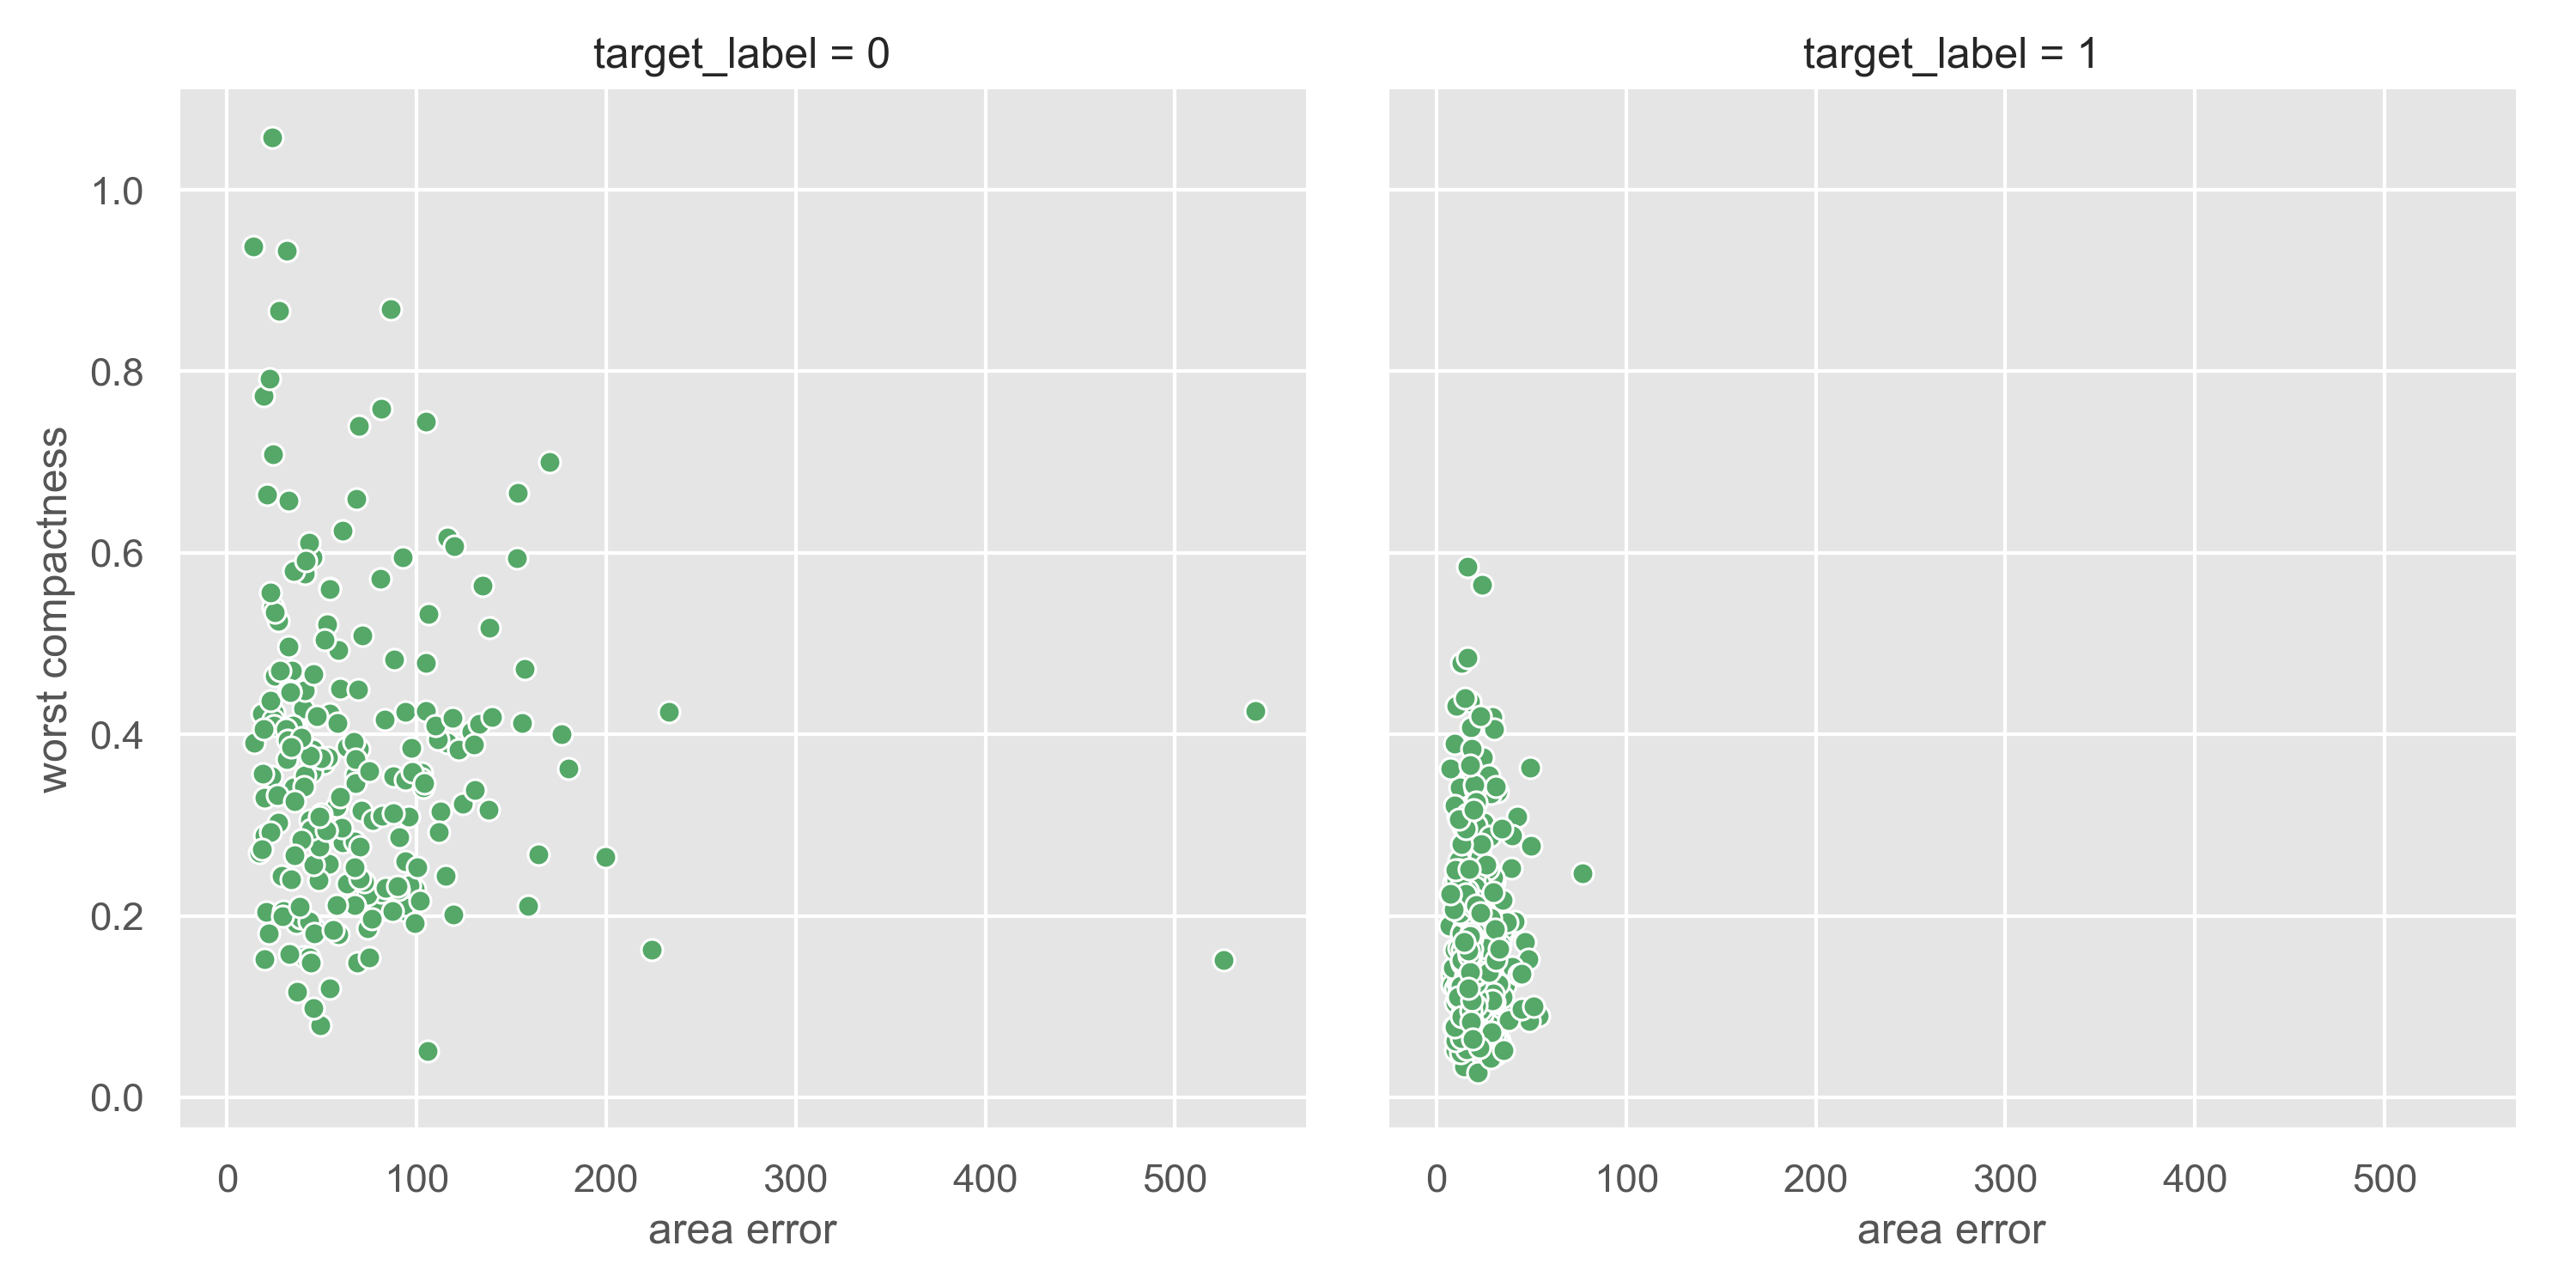 target_label = 0
target_label = 1
worst compactness
1.0
0.8
0.6
0.4
0.2
0.0
0 100 200 300 400 500
0 100 200 300 400 500
area error
area error